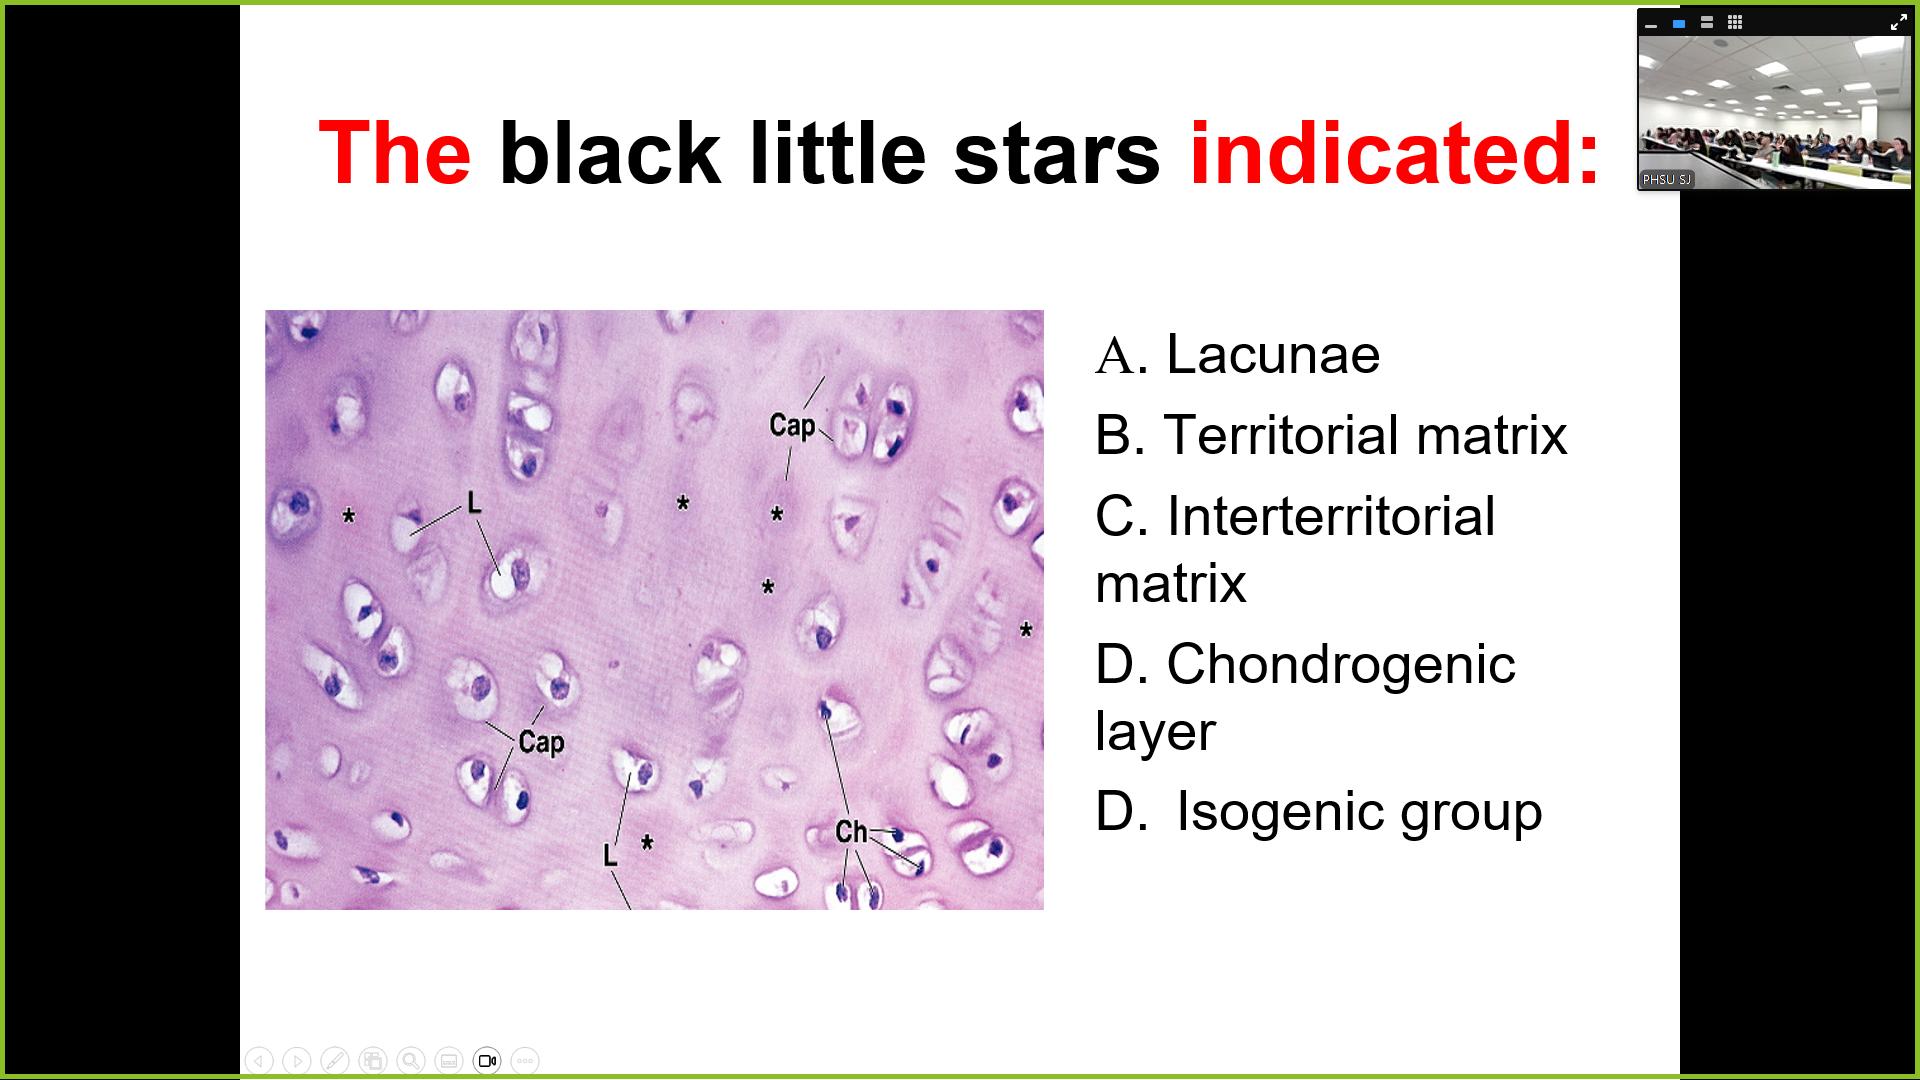 The black little stars indicated:
PHSU SJ
A. Lacunae
B. Territorial matrix
C. Interterritorial
matrix
D. Chondrogenic
layer
D. Isogenic group
Cap
L
*
*
*
*
*
Cap
Ch
L
*